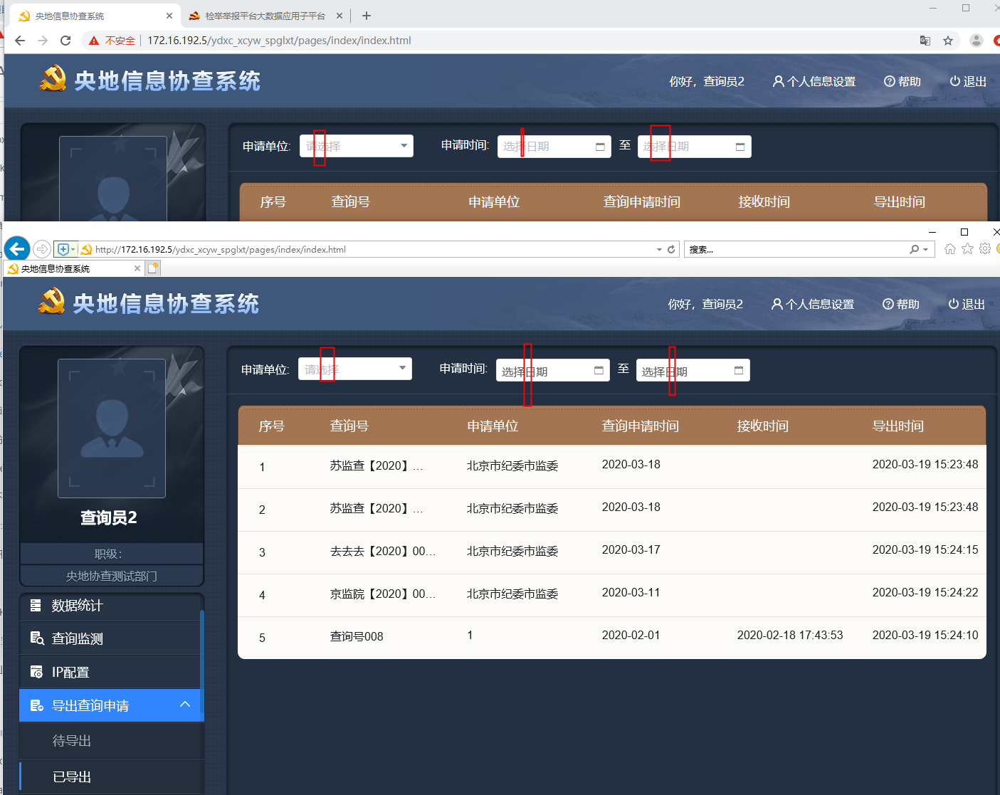 央地信息协查系统
检举举报平台大数据应用子平台
不安全 172.16.192.5/ydxc_xcyw_spglxt/pages/index/index.html
央地信息协查系统
你好，查询员2 个人信息设置 帮助 退出
申请单位: 请选择 申请时间: 选择日期 至 选择日期
序号 查询号 申请单位 查询申请时间 接收时间 导出时间
http://172.16.192.5/ydxc_xcyw_spglxt/pages/index/index.html 搜索...
央地信息协查系统
央地信息协查系统
你好，查询员2 个人信息设置 帮助 退出
申请单位: 请选择 申请时间: 选择日期 至 选择日期
序号 查询号 申请单位 查询申请时间 接收时间 导出时间
1 苏监查【2020】... 北京市纪委市监委 2020-03-18 2020-03-19 15:23:48
2 苏监查【2020】... 北京市纪委市监委 2020-03-18 2020-03-19 15:23:48
3 去去去【2020】00... 北京市纪委市监委 2020-03-17 2020-03-19 15:24:15
4 京监院【2020】00... 北京市纪委市监委 2020-03-11 2020-03-19 15:24:22
5 查询号008 1 2020-02-01 2020-02-18 17:43:53 2020-03-19 15:24:10
查询员2
职级:
央地协查测试部门
数据统计
查询监测
IP配置
导出查询申请
待导出
已导出